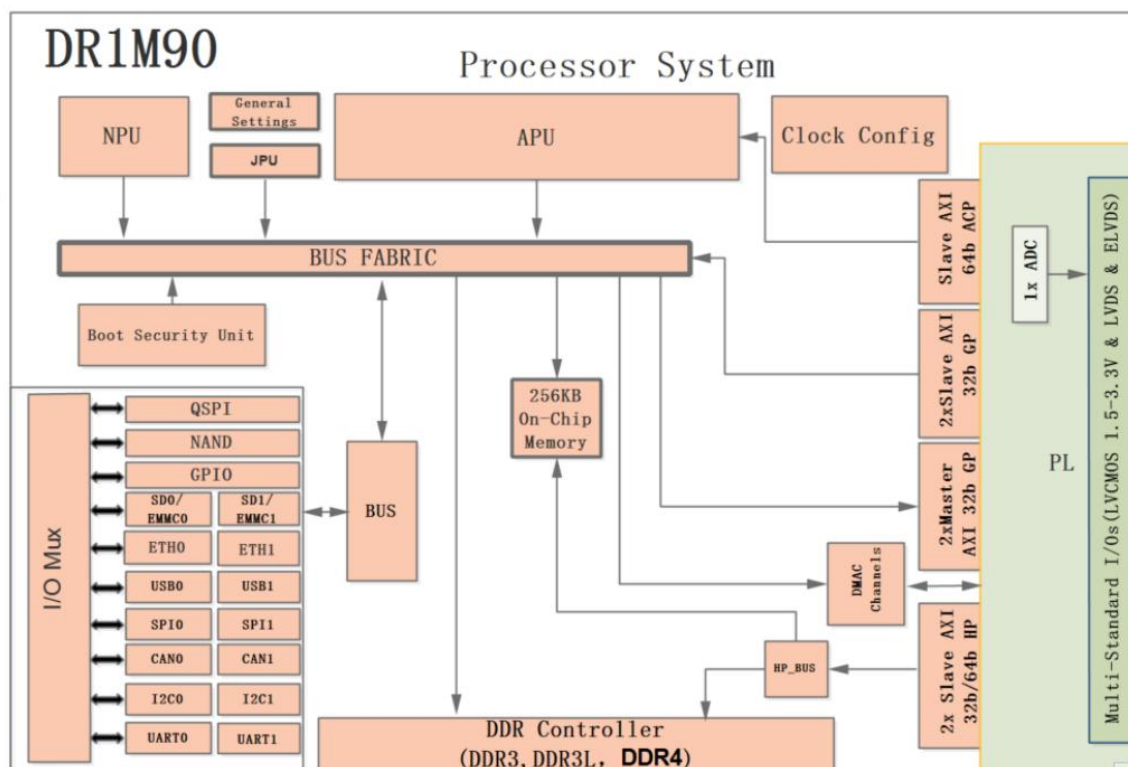 DR1M90
Processor System
NPU
General
Settings
JPU
APU
Clock Config
BUS FABRIC
Boot Security Unit
256KB
On-Chip
Memory
BUS
I/O Mux
QSPI
NAND
GPIO
SD0/
EMMC0
SD1/
EMMC1
ETH0
ETH1
USB0
USB1
SPI0
SPI1
CAN0
CAN1
I2C0
I2C1
UART0
UART1
DMAC
Channels
HP_BUS
DDR Controller
(DDR3, DDR3L, DDR4)
Slave AXI
64b ACP
2xSlave AXI
32b GP
2xMaster
AXI 32b GP
2x Slave AXI
32b/64b HP
1x ADC
PL
Multi-Standard I/Os(LVCMOS 1.5-3.3V & LVDS & ELVDS)